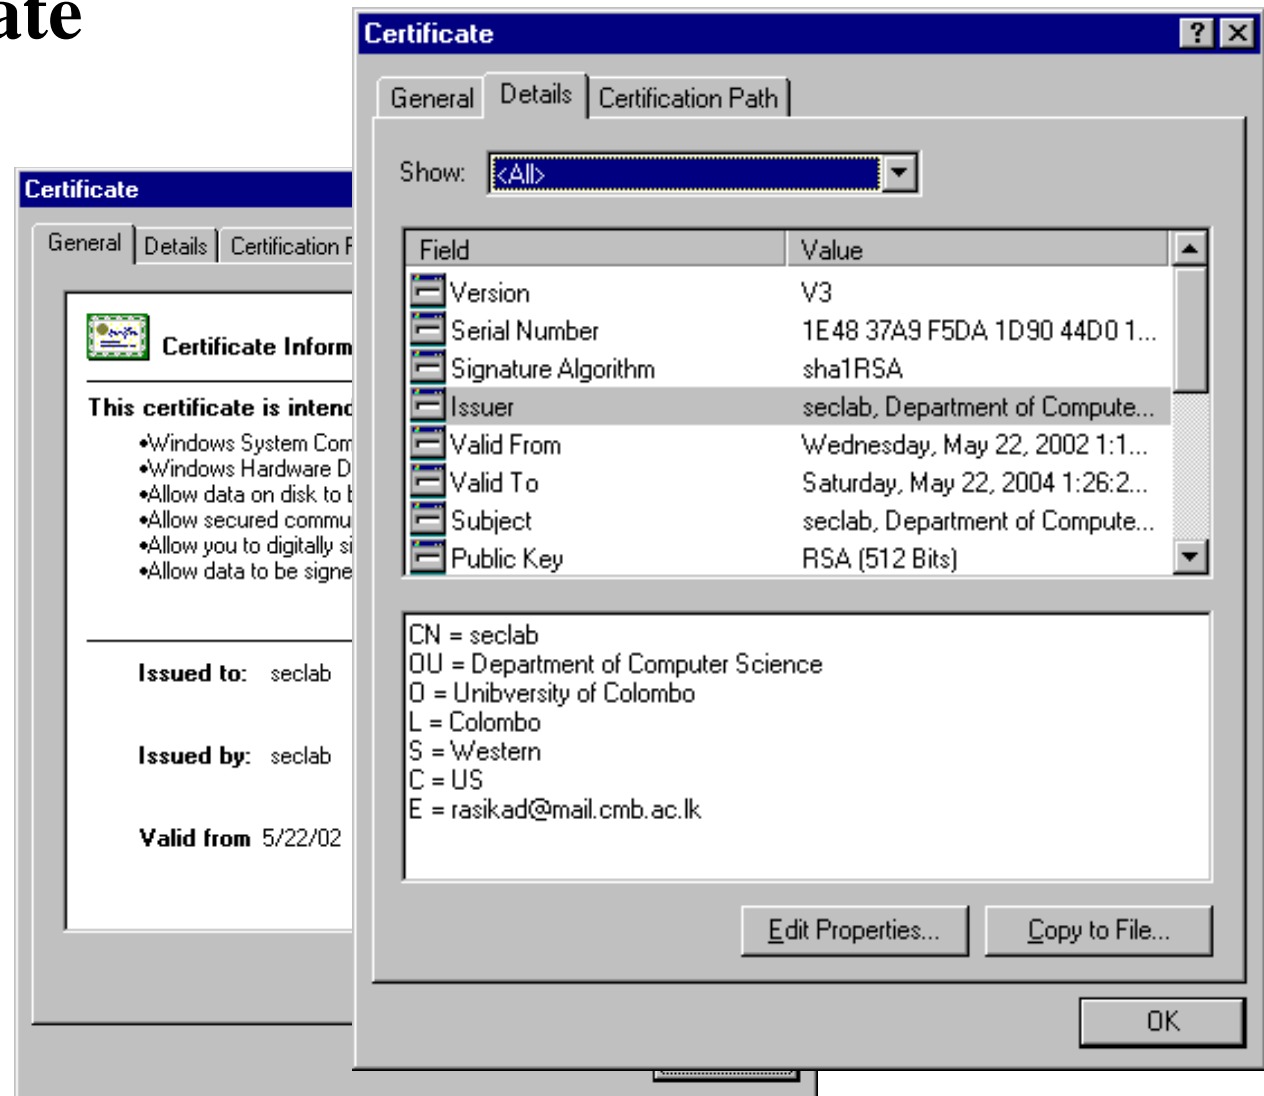 ate
Certificate
General Details Certification Path
Show: <All>
Field Value
Version V3
Serial Number 1E48 37A9 F5DA 1D90 44D0 1...
Signature Algorithm sha1RSA
Issuer seclab, Department of Compute...
Valid From Wednesday, May 22, 2002 1:1...
Valid To Saturday, May 22, 2004 1:26:2...
Subject seclab, Department of Compute...
Public Key RSA (512 Bits)
CN = seclab
OU = Department of Computer Science
O = Unibversity of Colombo
L = Colombo
S = Western
C = US
E = rasikad@mail.cmb.ac.lk
Edit Properties... Copy to File...
OK
Certificate
General Details Certification P
Certificate Inform
This certificate is intend
•Windows System Com
•Windows Hardware D
•Allow data on disk to b
•Allow secured commu
•Allow you to digitally si
•Allow data to be signe
Issued to: seclab
Issued by: seclab
Valid from 5/22/02